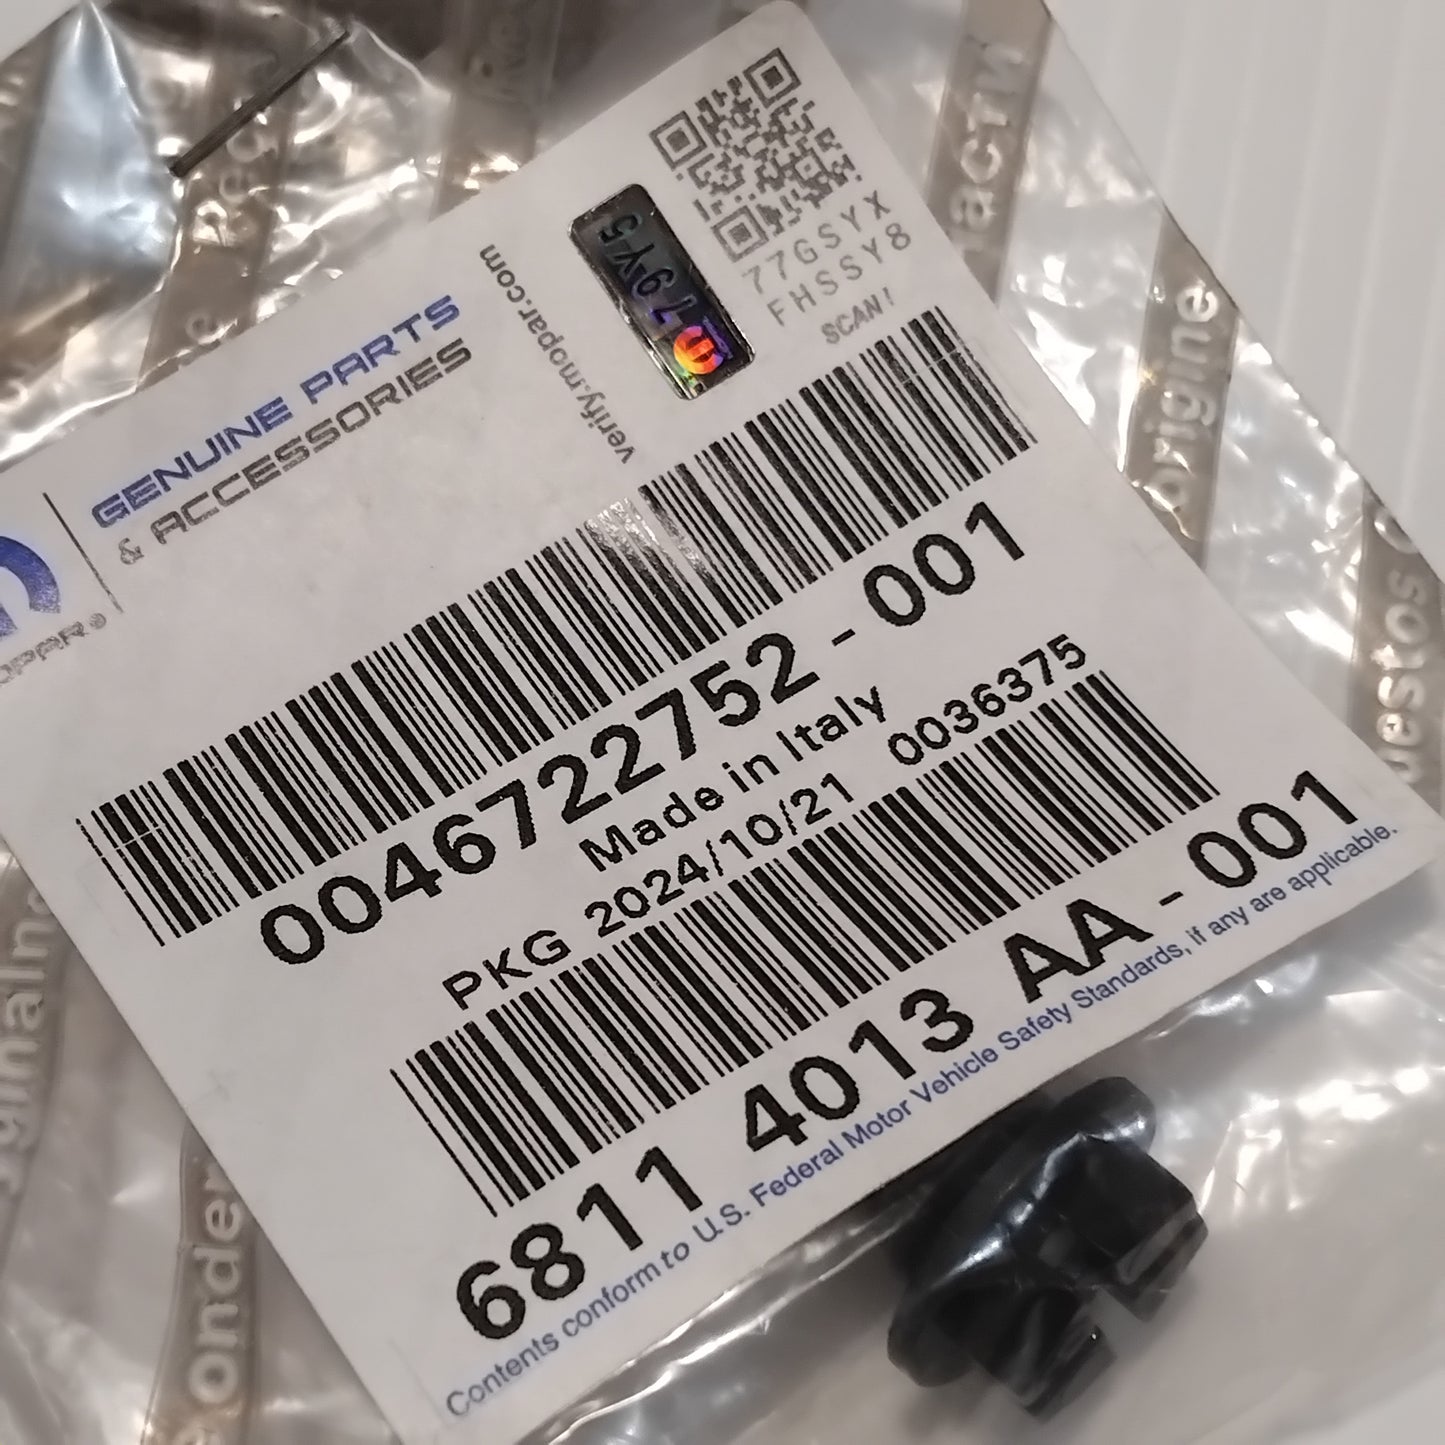 GENUINE PARTS
& ACCESSORIES
verify.mopar.com
77GSYX
FHSSY8
SCAN!
0046722752-001
Made in Italy
PKG 2024/10/21 0036375
6811 4013 AA-001
Contents conform to U.S. Federal Motor Vehicle Safety Standards, if any are applicable.
origine